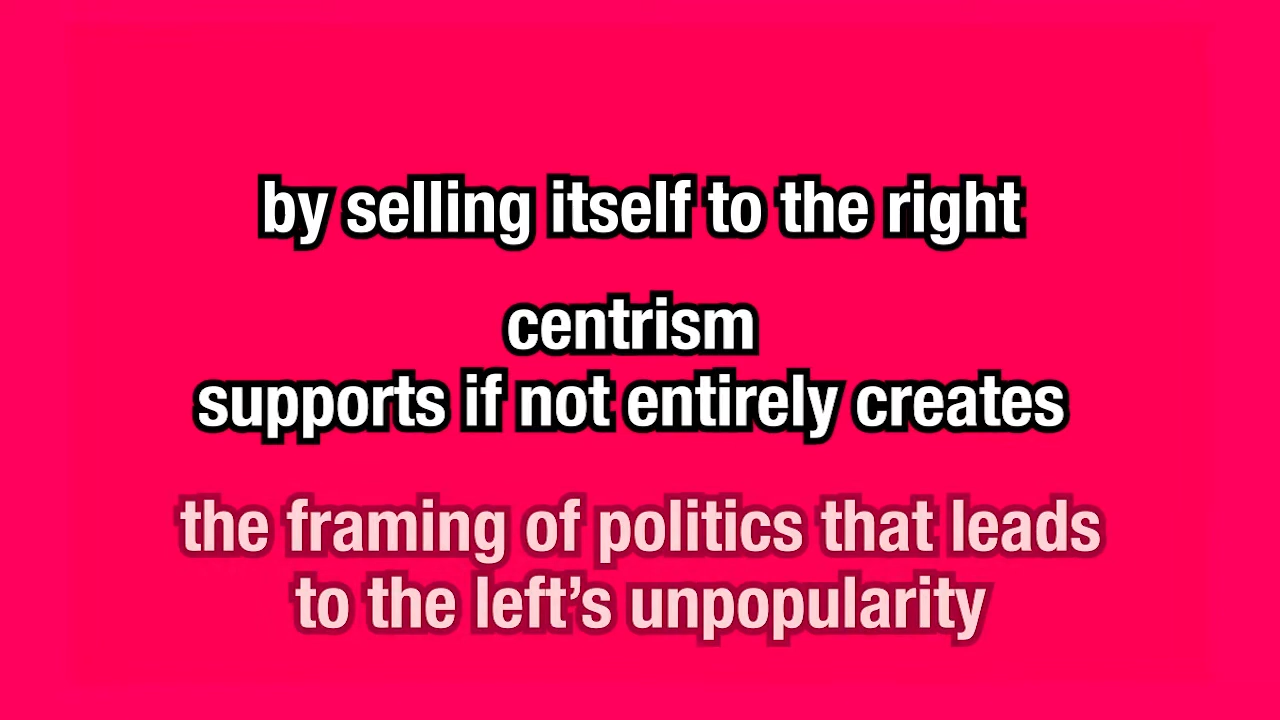 by selling itself to the right
centrism
supports if not entirely creates
the framing of politics that leads
to the left’s unpopularity